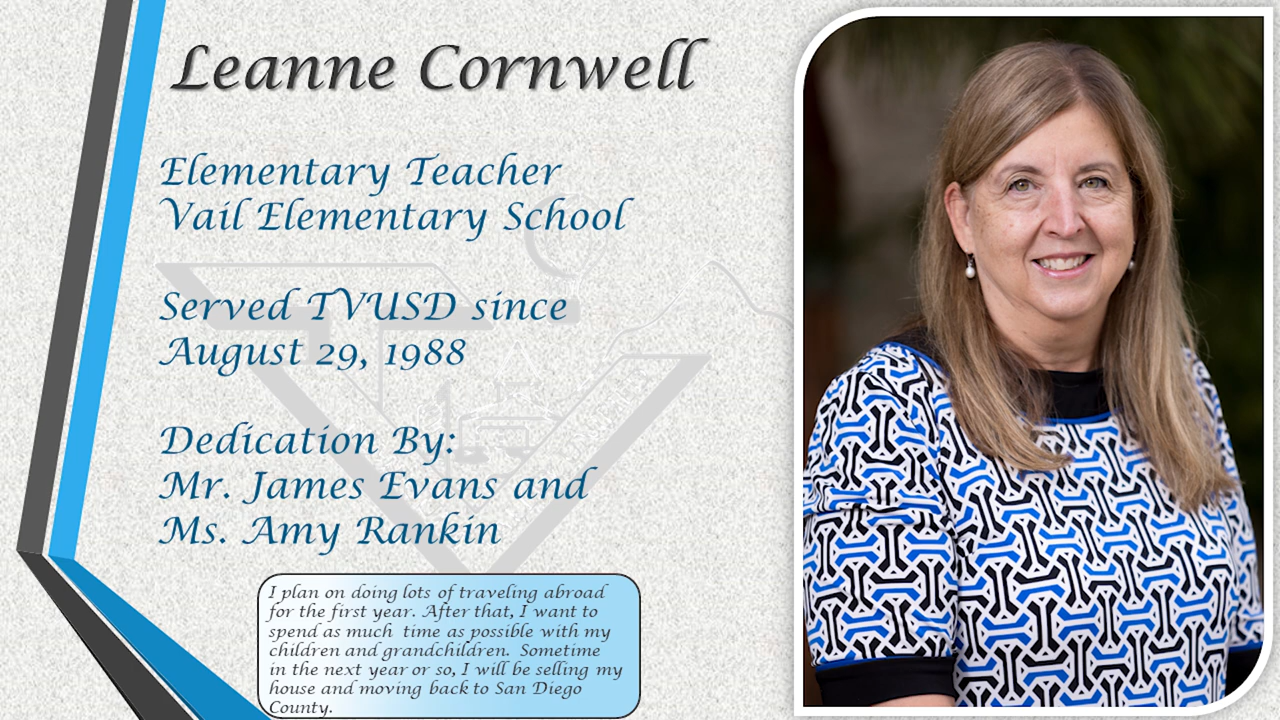 Leanne Cornwell
Elementary Teacher
Vail Elementary School
Served TVUSD since
August 29, 1988
Dedication By:
Mr. James Evans and
Ms. Amy Rankin
I plan on doing lots of traveling abroad
for the first year. After that, I want to
spend as much time as possible with my
children and grandchildren. Sometime
in the next year or so, I will be selling my
house and moving back to San Diego
County.